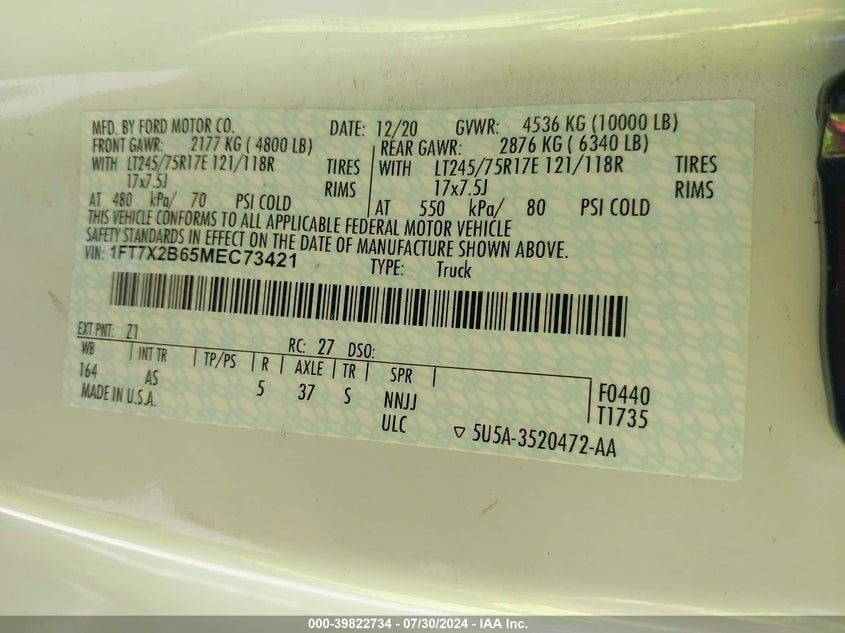 MFD. BY FORD MOTOR CO. DATE: 12/20 GVWR: 4536 KG (10000 LB)
FRONT GAWR: 2177 KG ( 4800 LB) REAR GAWR: 2876 KG ( 6340 LB)
WITH LT245/75R17E 121/118R TIRES WITH LT245/75R17E 121/118R TIRES
17x7.5J RIMS 17x7.5J RIMS
AT 480 kPa/ 70 PSI COLD AT 550 kPa/ 80 PSI COLD
THIS VEHICLE CONFORMS TO ALL APPLICABLE FEDERAL MOTOR VEHICLE
SAFETY STANDARDS IN EFFECT ON THE DATE OF MANUFACTURE SHOWN ABOVE.
VIN: 1FT7X2B65MEC73421 TYPE: Truck
EXT PNT: Z1 RC: 27 DSO:
WB INT TR TP/PS R AXLE TR SPR
164 AS 5 37 S NNJJ F0440
MADE IN U.S.A. ULC T1735
5U5A-3520472-AA
000-39822734 - 07/30/2024 - IAA Inc.